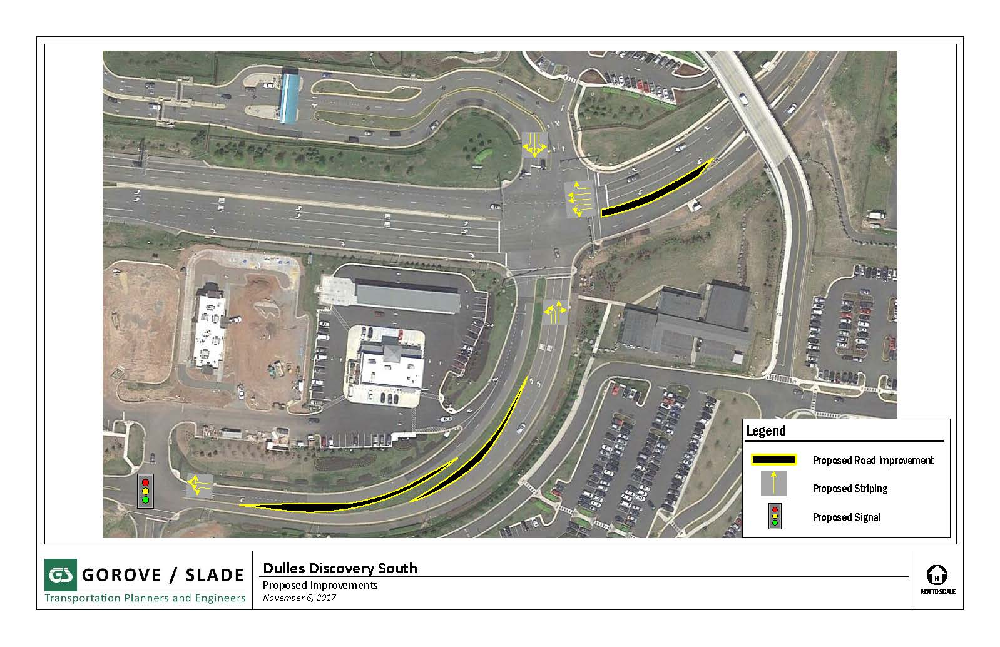 Legend
Proposed Road Improvement
Proposed Striping
Proposed Signal
GS GOROVE / SLADE
Transportation Planners and Engineers
Dulles Discovery South
Proposed Improvements
November 6, 2017
N
NOT TO SCALE